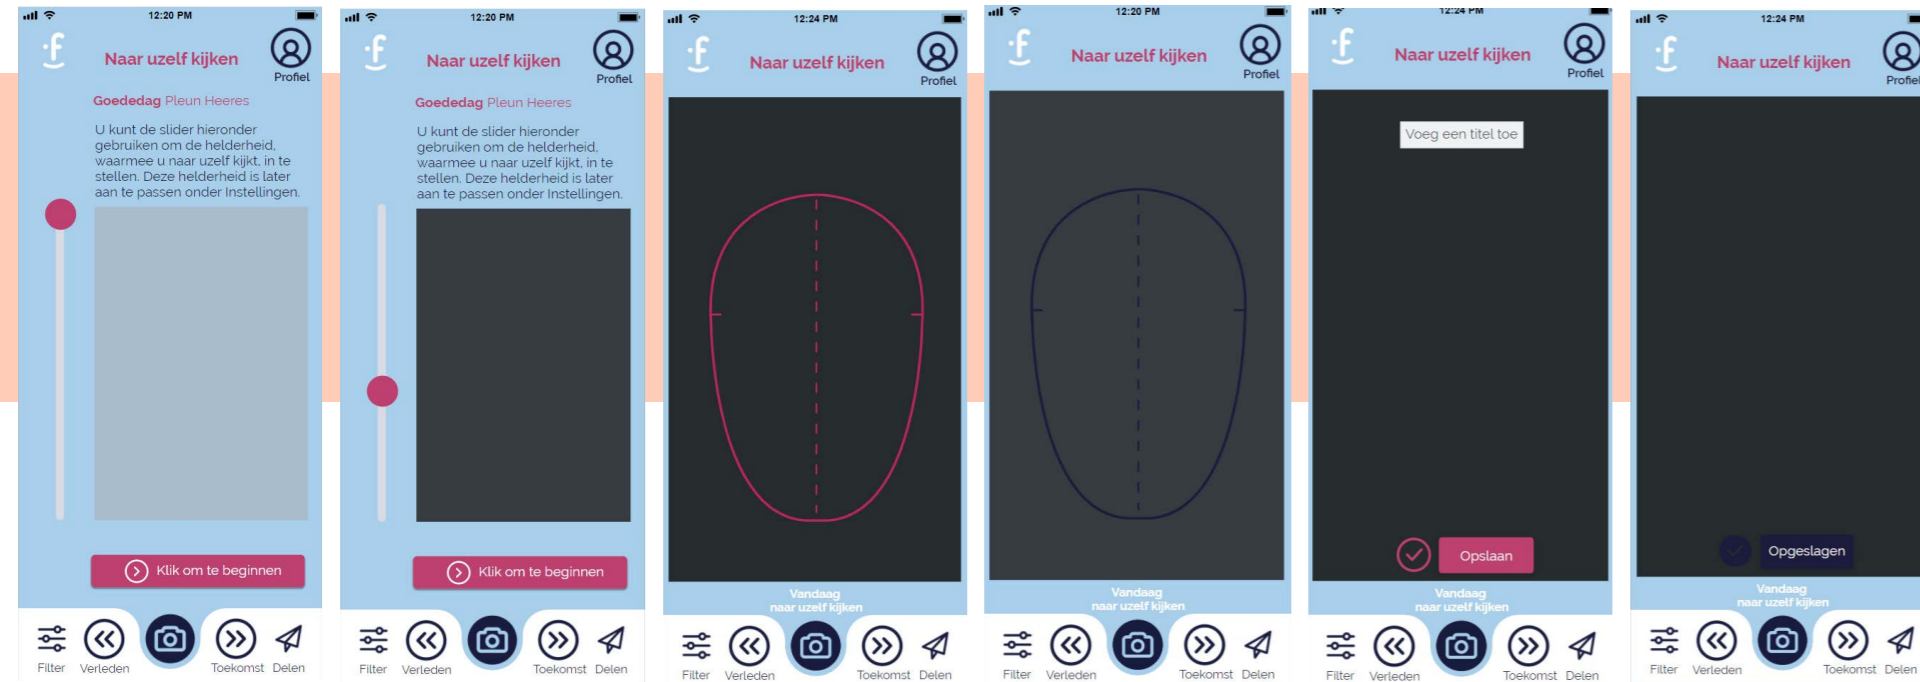 12:20 PM
·f
Naar uzelf kijken
Profiel
Goededag Pleun Heeres
U kunt de slider hieronder
gebruiken om de helderheid,
waarmee u naar uzelf kijkt, in te
stellen. Deze helderheid is later
aan te passen onder Instellingen.
Klik om te beginnen
Filter Verleden Toekomst Delen
12:20 PM
·f
Naar uzelf kijken
Profiel
Goededag Pleun Heeres
U kunt de slider hieronder
gebruiken om de helderheid,
waarmee u naar uzelf kijkt, in te
stellen. Deze helderheid is later
aan te passen onder Instellingen.
Klik om te beginnen
Filter Verleden Toekomst Delen
12:24 PM
·f
Naar uzelf kijken
Profiel
Vandaag
naar uzelf kijken
Filter Verleden Toekomst Delen
12:20 PM
·f
Naar uzelf kijken
Profiel
Vandaag
naar uzelf kijken
Filter Verleden Toekomst Delen
12:24 PM
·f
Naar uzelf kijken
Profiel
Voeg een titel toe
Opslaan
Vandaag
naar uzelf kijken
Filter Verleden Toekomst Delen
12:24 PM
·f
Naar uzelf kijken
Profiel
Opgeslagen
Vandaag
naar uzelf kijken
Filter Verleden Toekomst Delen